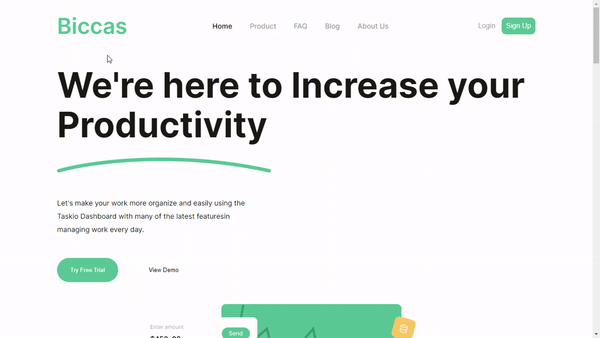 Biccas
Home Product FAQ Blog About Us
Login Sign Up
We're here to Increase your
Productivity
Let's make your work more organize and easily using the
Taskio Dashboard with many of the latest featuresin
managing work every day.
Try Free Trial
View Demo
Enter amount
Send